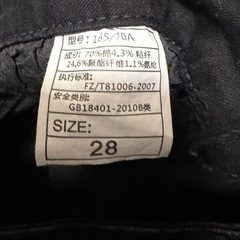 型号: 165/70A
成分: 70%棉4.3%粘纤
24.6%聚酯纤维1.1%氨纶
执行标准:
FZ/T81006-2007
安全类别:
GB18401-2010B类
SIZE:
28